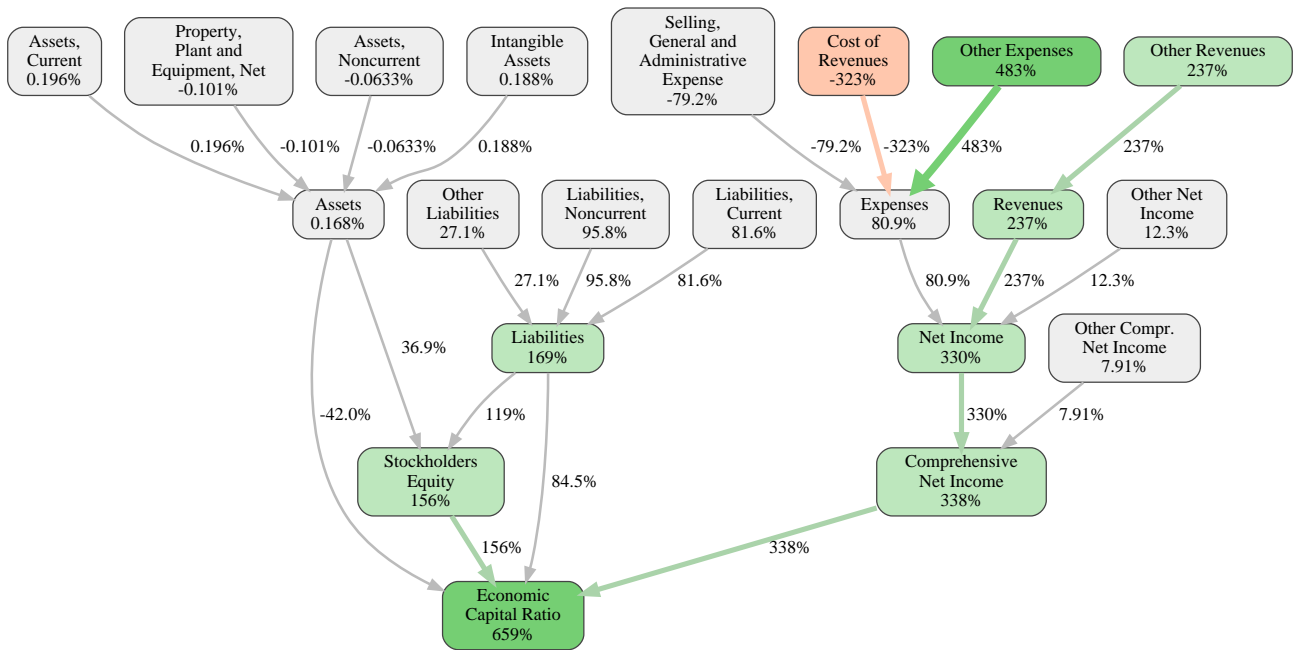 Assets,
Current
0.196%
Property,
Plant and
Equipment, Net
-0.101%
Assets,
Noncurrent
-0.0633%
Intangible
Assets
0.188%
Selling,
General and
Administrative
Expense
-79.2%
Cost of
Revenues
-323%
Other Expenses
483%
Other Revenues
237%
0.196%
-0.101%
-0.0633%
0.188%
-79.2%
-323%
483%
237%
Assets
0.168%
Other
Liabilities
27.1%
Liabilities,
Noncurrent
95.8%
Liabilities,
Current
81.6%
Expenses
80.9%
Revenues
237%
Other Net
Income
12.3%
27.1%
95.8%
81.6%
80.9%
237%
12.3%
36.9%
Liabilities
169%
Net Income
330%
Other Compr.
Net Income
7.91%
-42.0%
119%
330%
7.91%
Stockholders
Equity
156%
84.5%
Comprehensive
Net Income
338%
156%
338%
Economic
Capital Ratio
659%